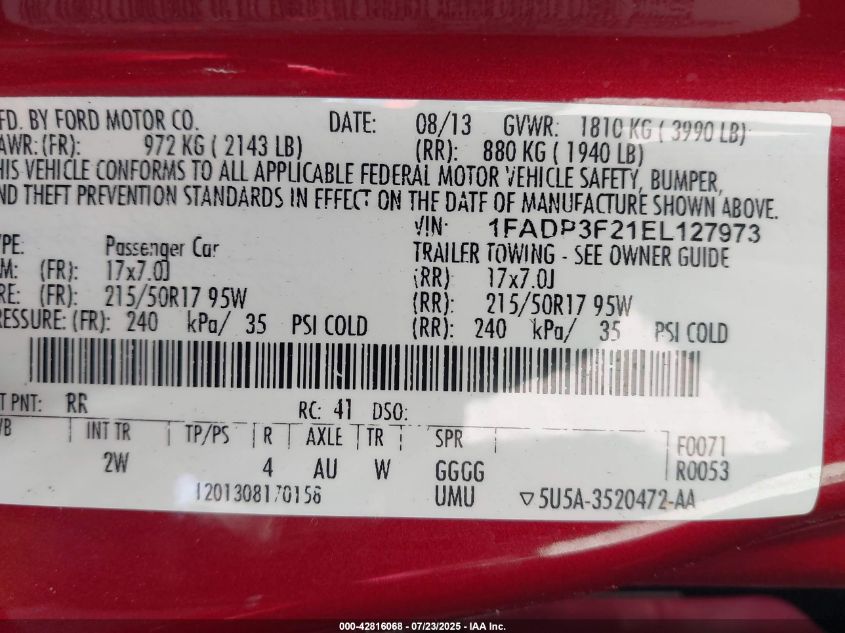 FD. BY FORD MOTOR CO. DATE: 08/13 GVWR: 1810 KG ( 3990 LB)
AWR:(FR): 972 KG ( 2143 LB) (RR): 880 KG ( 1940 LB)
HIS VEHICLE CONFORMS TO ALL APPLICABLE FEDERAL MOTOR VEHICLE SAFETY, BUMPER,
ND THEFT PREVENTION STANDARDS IN EFFECT ON THE DATE OF MANUFACTURE SHOWN ABOVE.
VIN: 1FADP3F21EL127973
YPE: Passenger Car TRAILER TOWING - SEE OWNER GUIDE
M: (FR): 17x7.0J (RR) 17x7.0J
RE: (FR): 215/50R17 95W (RR): 215/50R17 95W
RESSURE: (FR): 240 kPa/ 35 PSI COLD (RR): 240 kPa/ 35 PSI COLD
T PNT: RR RC: 41 DSO:
VB INT TR TP/PS R AXLE TR SPR F0071
2W 4 AU W GGGG R0053
1201308170156 UMU ▽5U5A-3520472-AA
000-42816068 - 07/23/2025 - IAA Inc.